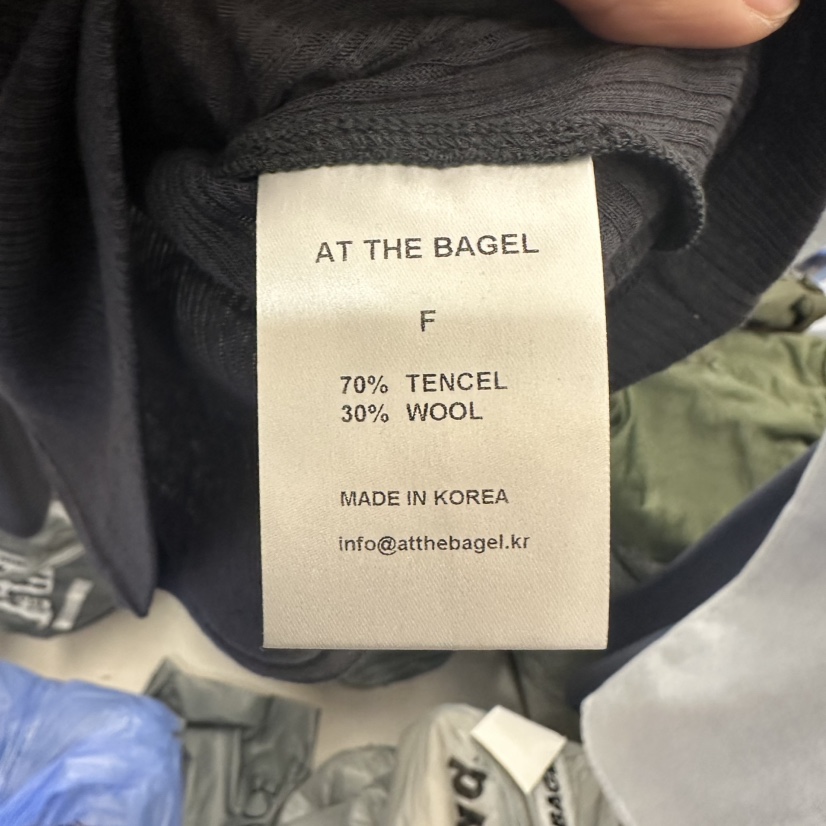 AT THE BAGEL
F
70% TENCEL
30% WOOL
MADE IN KOREA
info@atthebagel.kr